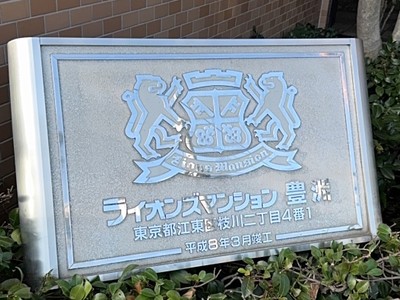 Lions Mansion
ライオンズマンション 豊洲
東京都江東区枝川二丁目4番1
平成8年3月竣工